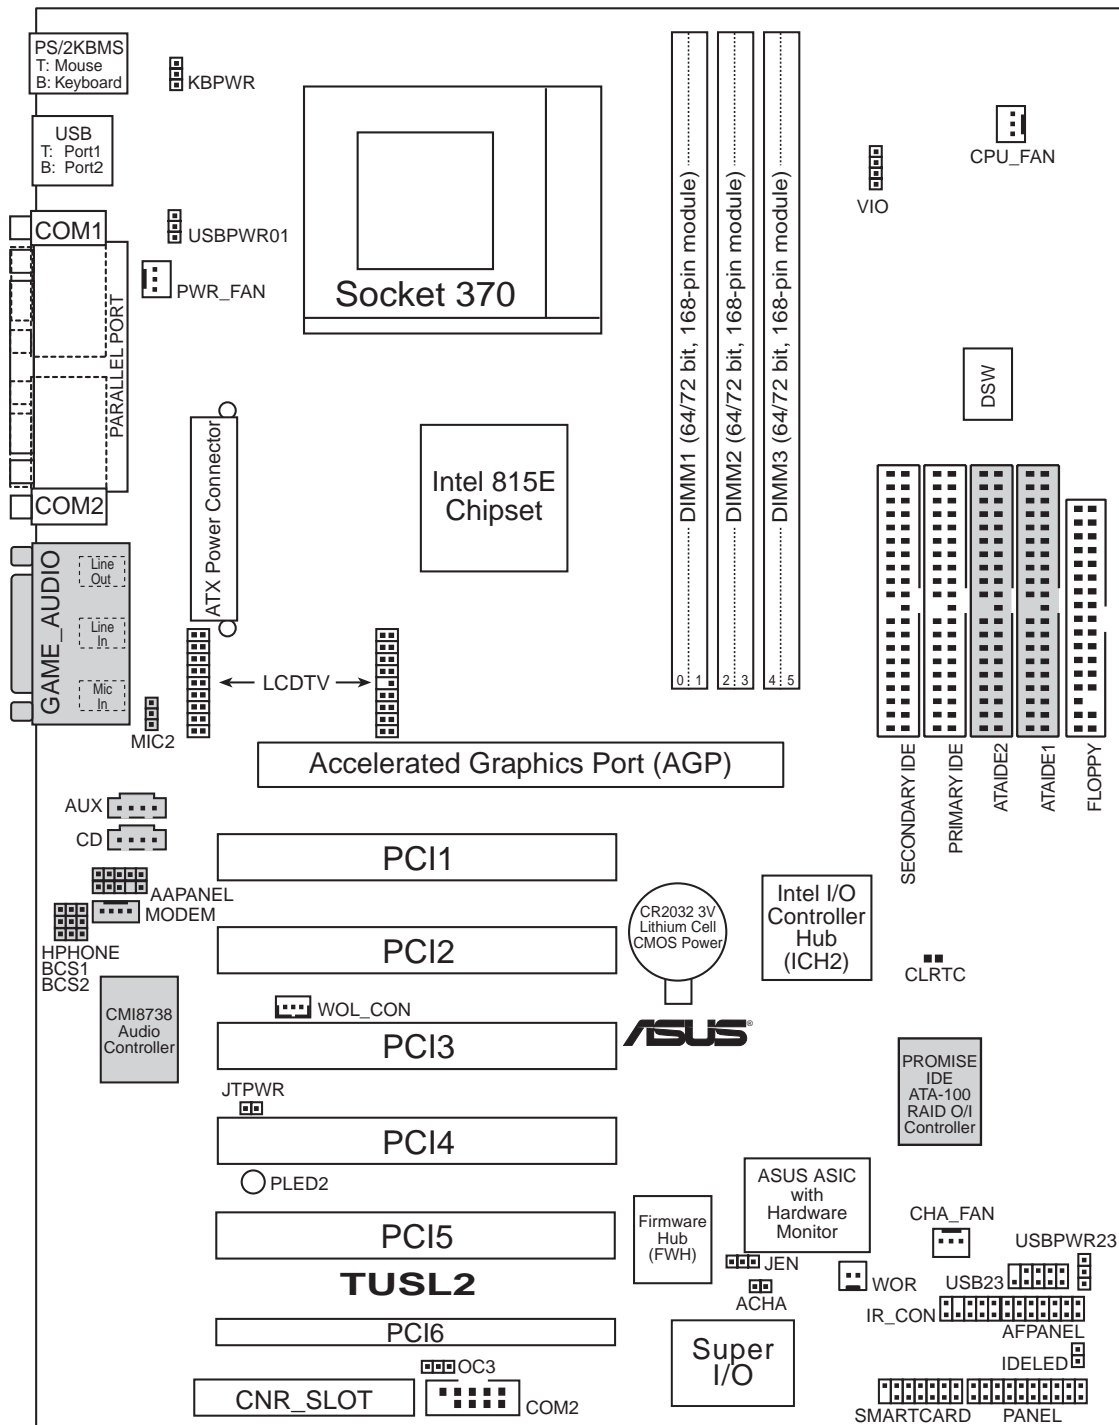 PS/2KBMS
T: Mouse
B: Keyboard
KBPWR
USB
T: Port1
B: Port2
COM1
USBPWR01
PWR_FAN
PARALLEL PORT
COM2
Socket 370
DIMM1 (64/72 bit, 168-pin module)
DIMM2 (64/72 bit, 168-pin module)
DIMM3 (64/72 bit, 168-pin module)
0 1
2 3
4 5
CPU_FAN
VIO
DSW
ATX Power Connector
Intel 815E
Chipset
GAME_AUDIO
Line
Out
Line
In
Mic
In
MIC2
LCDTV
Accelerated Graphics Port (AGP)
SECONDARY IDE
PRIMARY IDE
ATAIDE2
ATAIDE1
FLOPPY
AUX
CD
AAPANEL
MODEM
HPHONE
BCS1
BCS2
CMI8738
Audio
Controller
PCI1
PCI2
WOL_CON
PCI3
JTPWR
PCI4
PLED2
PCI5
TUSL2
PCI6
OC3
CNR_SLOT
COM2
CR2032 3V
Lithium Cell
CMOS Power
ASUS®
Intel I/O
Controller
Hub
(ICH2)
CLRTC
PROMISE
IDE
ATA-100
RAID O/I
Controller
ASUS ASIC
with
Hardware
Monitor
Firmware
Hub
(FWH)
JEN
ACHA
Super
I/O
CHA_FAN
WOR
USBPWR23
USB23
IR_CON
AFPANEL
IDELED
SMARTCARD
PANEL